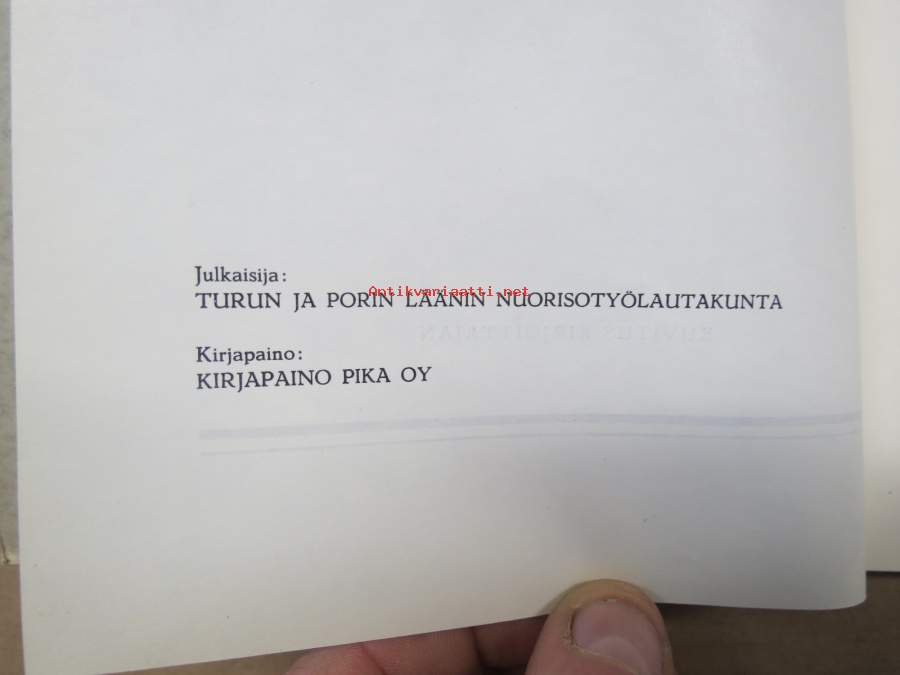 Julkaisija:
Antikvariaatti.net
TURUN JA PORIN LÄÄNIN NUORISOTYÖLAUTAKUNTA
Kirjapaino:
KIRJAPAINO PIKA OY